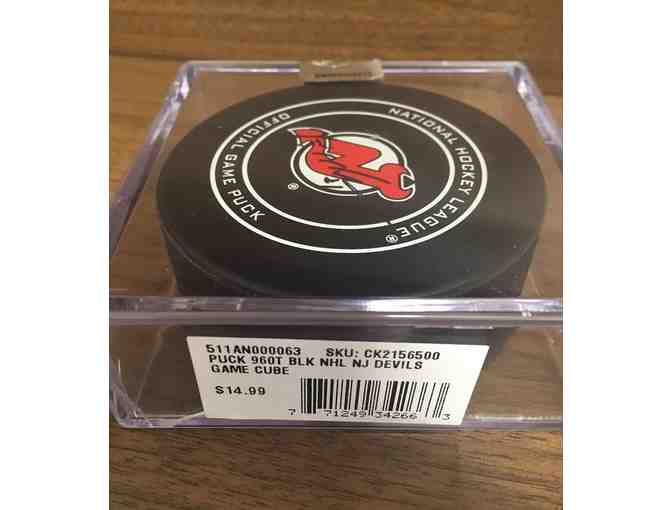 NATIONAL HOCKEY LEAGUE®
OFFICIAL GAME PUCK
NJ
®
511AN000063 SKU: CK2156500
PUCK 960T BLK NHL NJ DEVILS
GAME CUBE
$14.99
7 71249 34266 3